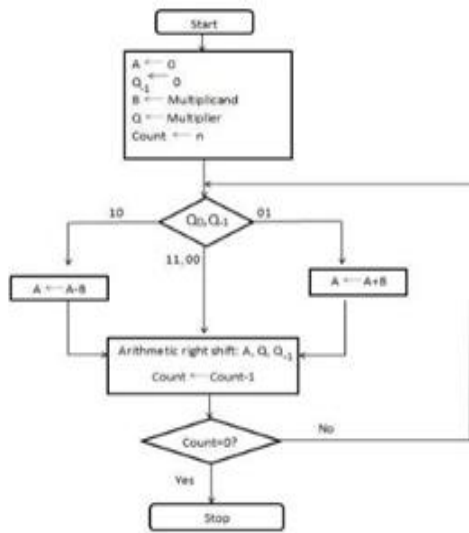 Start
A ← 0
Q-1 ← 0
B ← Multiplicand
Q ← Multiplier
Count ← n
10
Q0, Q-1
01
11,00
A ← A-B
A ← A+B
Arithmetic right shift: A, Q, Q-1
Count ← Count-1
Count=0?
No
Yes
Stop